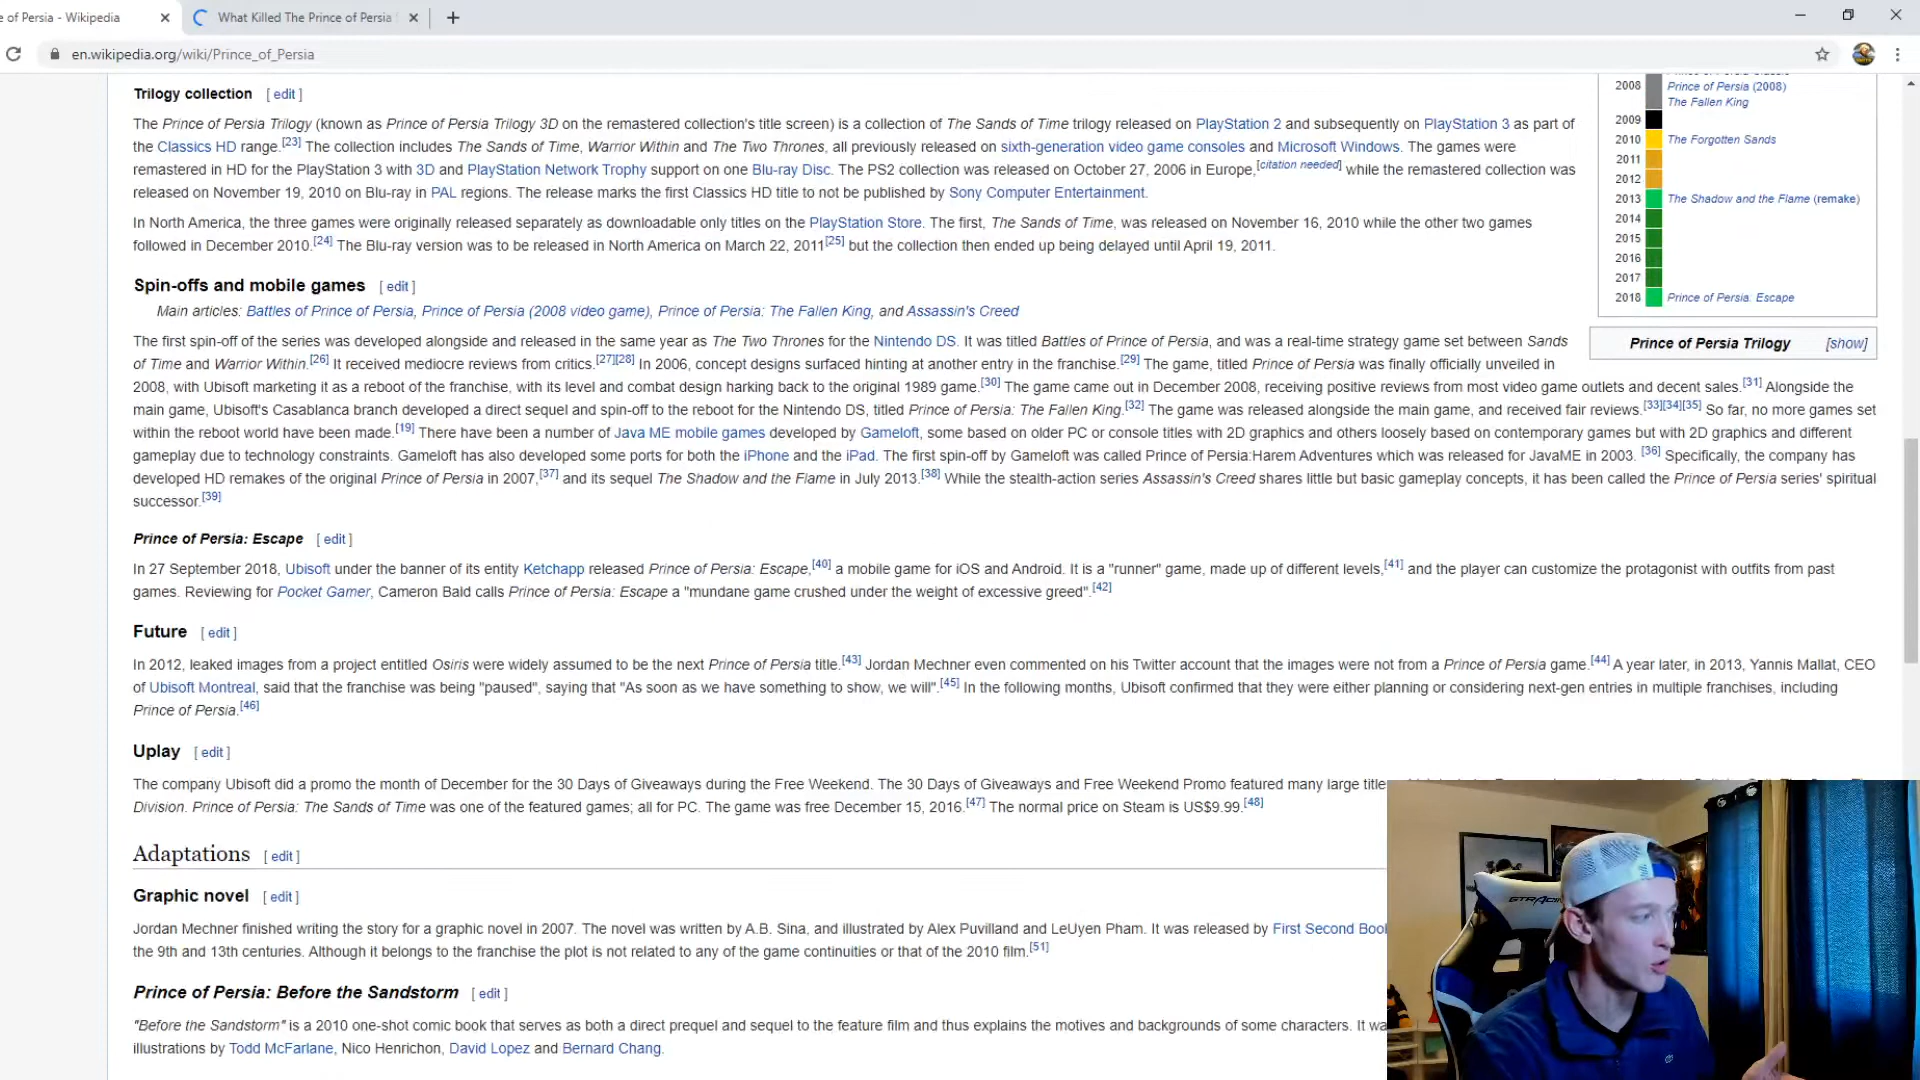 e of Persia - Wikipedia
What Killed The Prince of Persia
en.wikipedia.org/wiki/Prince_of_Persia
Trilogy collection [ edit ]
The Prince of Persia Trilogy (known as Prince of Persia Trilogy 3D on the remastered collection's title screen) is a collection of The Sands of Time trilogy released on PlayStation 2 and subsequently on PlayStation 3 as part of
the Classics HD range.[23] The collection includes The Sands of Time, Warrior Within and The Two Thrones, all previously released on sixth-generation video game consoles and Microsoft Windows. The games were
remastered in HD for the PlayStation 3 with 3D and PlayStation Network Trophy support on one Blu-ray Disc. The PS2 collection was released on October 27, 2006 in Europe,[citation needed] while the remastered collection was
released on November 19, 2010 on Blu-ray in PAL regions. The release marks the first Classics HD title to not be published by Sony Computer Entertainment.
In North America, the three games were originally released separately as downloadable only titles on the PlayStation Store. The first, The Sands of Time, was released on November 16, 2010 while the other two games
followed in December 2010.[24] The Blu-ray version was to be released in North America on March 22, 2011[25] but the collection then ended up being delayed until April 19, 2011.
2008 Prince of Persia (2008)
The Fallen King
2009
2010 The Forgotten Sands
2011
2012
2013 The Shadow and the Flame (remake)
2014
2015
2016
2017
2018 Prince of Persia: Escape
Prince of Persia Trilogy [show]
Spin-offs and mobile games [ edit ]
Main articles: Battles of Prince of Persia, Prince of Persia (2008 video game), Prince of Persia: The Fallen King, and Assassin's Creed
The first spin-off of the series was developed alongside and released in the same year as The Two Thrones for the Nintendo DS. It was titled Battles of Prince of Persia, and was a real-time strategy game set between Sands
of Time and Warrior Within.[26] It received mediocre reviews from critics.[27][28] In 2006, concept designs surfaced hinting at another entry in the franchise.[29] The game, titled Prince of Persia was finally officially unveiled in
2008, with Ubisoft marketing it as a reboot of the franchise, with its level and combat design harking back to the original 1989 game.[30] The game came out in December 2008, receiving positive reviews from most video game outlets and decent sales.[31] Alongside the
main game, Ubisoft's Casablanca branch developed a direct sequel and spin-off to the reboot for the Nintendo DS, titled Prince of Persia: The Fallen King.[32] The game was released alongside the main game, and received fair reviews.[33][34][35] So far, no more games set
within the reboot world have been made.[19] There have been a number of Java ME mobile games developed by Gameloft, some based on older PC or console titles with 2D graphics and others loosely based on contemporary games but with 2D graphics and different
gameplay due to technology constraints. Gameloft has also developed some ports for both the iPhone and the iPad. The first spin-off by Gameloft was called Prince of Persia:Harem Adventures which was released for JavaME in 2003. [36] Specifically, the company has
developed HD remakes of the original Prince of Persia in 2007,[37] and its sequel The Shadow and the Flame in July 2013.[38] While the stealth-action series Assassin's Creed shares little but basic gameplay concepts, it has been called the Prince of Persia series' spiritual
successor.[39]
Prince of Persia: Escape [ edit ]
In 27 September 2018, Ubisoft under the banner of its entity Ketchapp released Prince of Persia: Escape,[40] a mobile game for iOS and Android. It is a "runner" game, made up of different levels,[41] and the player can customize the protagonist with outfits from past
games. Reviewing for Pocket Gamer, Cameron Bald calls Prince of Persia: Escape a "mundane game crushed under the weight of excessive greed".[42]
Future [ edit ]
In 2012, leaked images from a project entitled Osiris were widely assumed to be the next Prince of Persia title.[43] Jordan Mechner even commented on his Twitter account that the images were not from a Prince of Persia game.[44] A year later, in 2013, Yannis Mallat, CEO
of Ubisoft Montreal, said that the franchise was being "paused", saying that "As soon as we have something to show, we will".[45] In the following months, Ubisoft confirmed that they were either planning or considering next-gen entries in multiple franchises, including
Prince of Persia.[46]
Uplay [ edit ]
The company Ubisoft did a promo the month of December for the 30 Days of Giveaways during the Free Weekend. The 30 Days of Giveaways and Free Weekend Promo featured many large title
Division. Prince of Persia: The Sands of Time was one of the featured games; all for PC. The game was free December 15, 2016.[47] The normal price on Steam is US$9.99.[48]
Adaptations [ edit ]
Graphic novel [ edit ]
Jordan Mechner finished writing the story for a graphic novel in 2007. The novel was written by A.B. Sina, and illustrated by Alex Puvilland and LeUyen Pham. It was released by First Second Boo
the 9th and 13th centuries. Although it belongs to the franchise the plot is not related to any of the game continuities or that of the 2010 film.[51]
Prince of Persia: Before the Sandstorm [ edit ]
"Before the Sandstorm" is a 2010 one-shot comic book that serves as both a direct prequel and sequel to the feature film and thus explains the motives and backgrounds of some characters. It wa
illustrations by Todd McFarlane, Nico Henrichon, David Lopez and Bernard Chang.